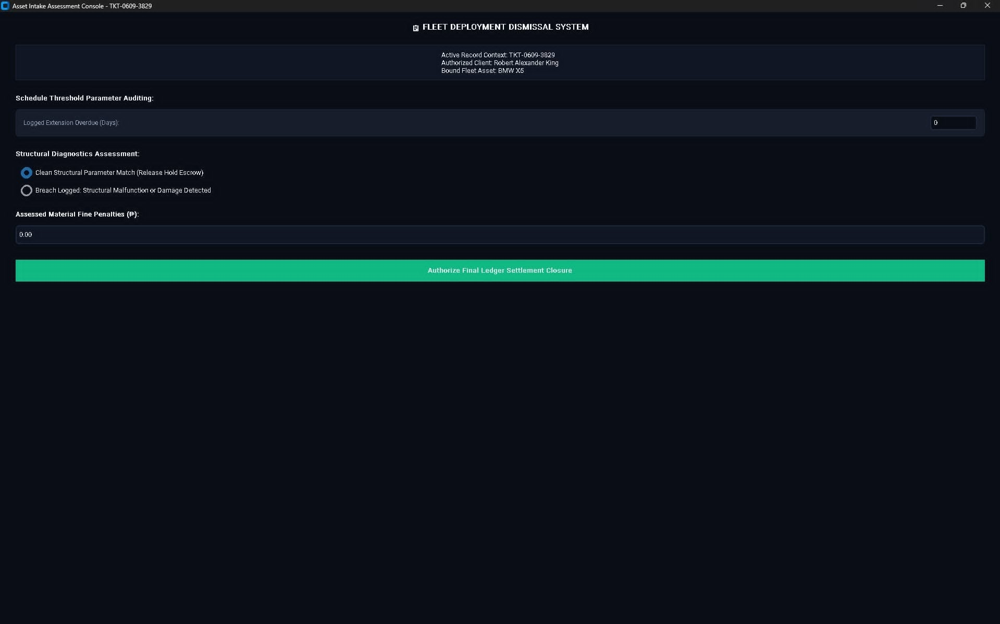 Asset Intake Assessment Console - TKT-0609-3829
FLEET DEPLOYMENT DISMISSAL SYSTEM
Active Record Context: TKT-0609-3829
Authorized Client: Robert Alexander King
Bound Fleet Asset: BMW X5
Schedule Threshold Parameter Auditing:
Logged Extension Overdue (Days):
0
Structural Diagnostics Assessment:
Clean Structural Parameter Match (Release Hold Escrow)
Breach Logged: Structural Malfunction or Damage Detected
Assessed Material Fine Penalties (₱):
0.00
Authorize Final Ledger Settlement Closure